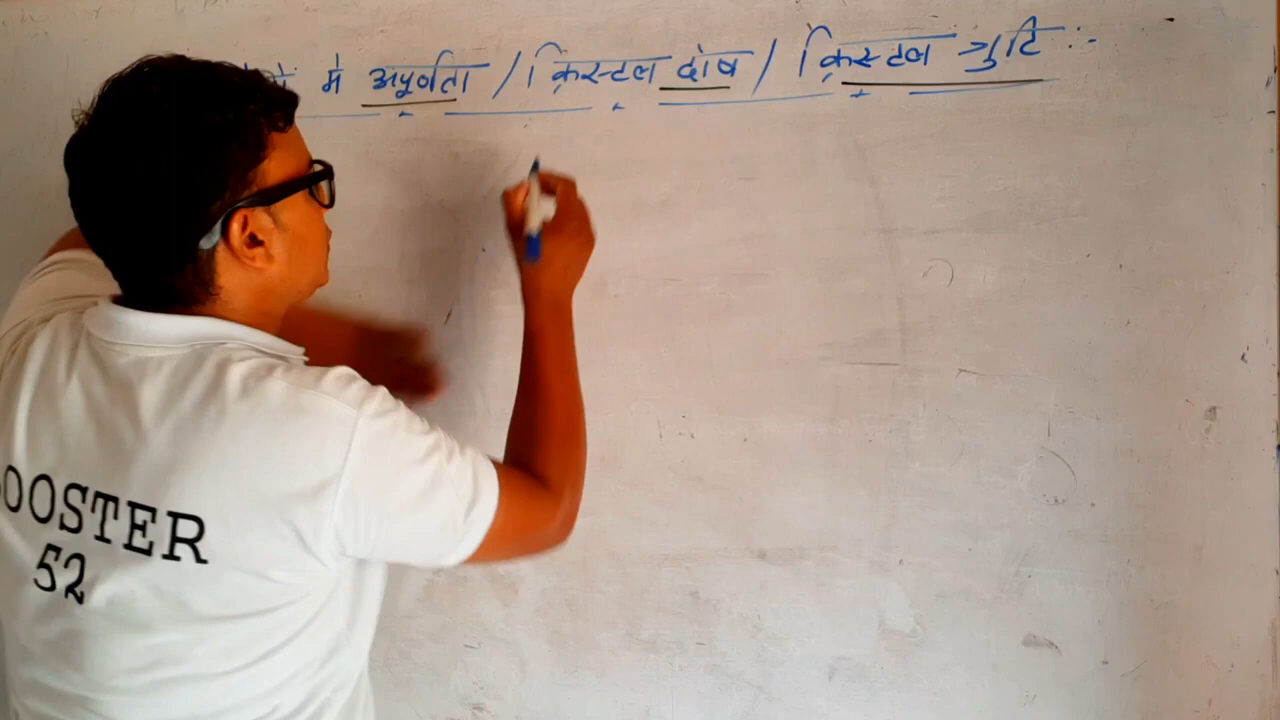 में अपूर्णता / क्रिस्टल दोष / क्रिस्टल त्रुटि :-
OOSTER
52